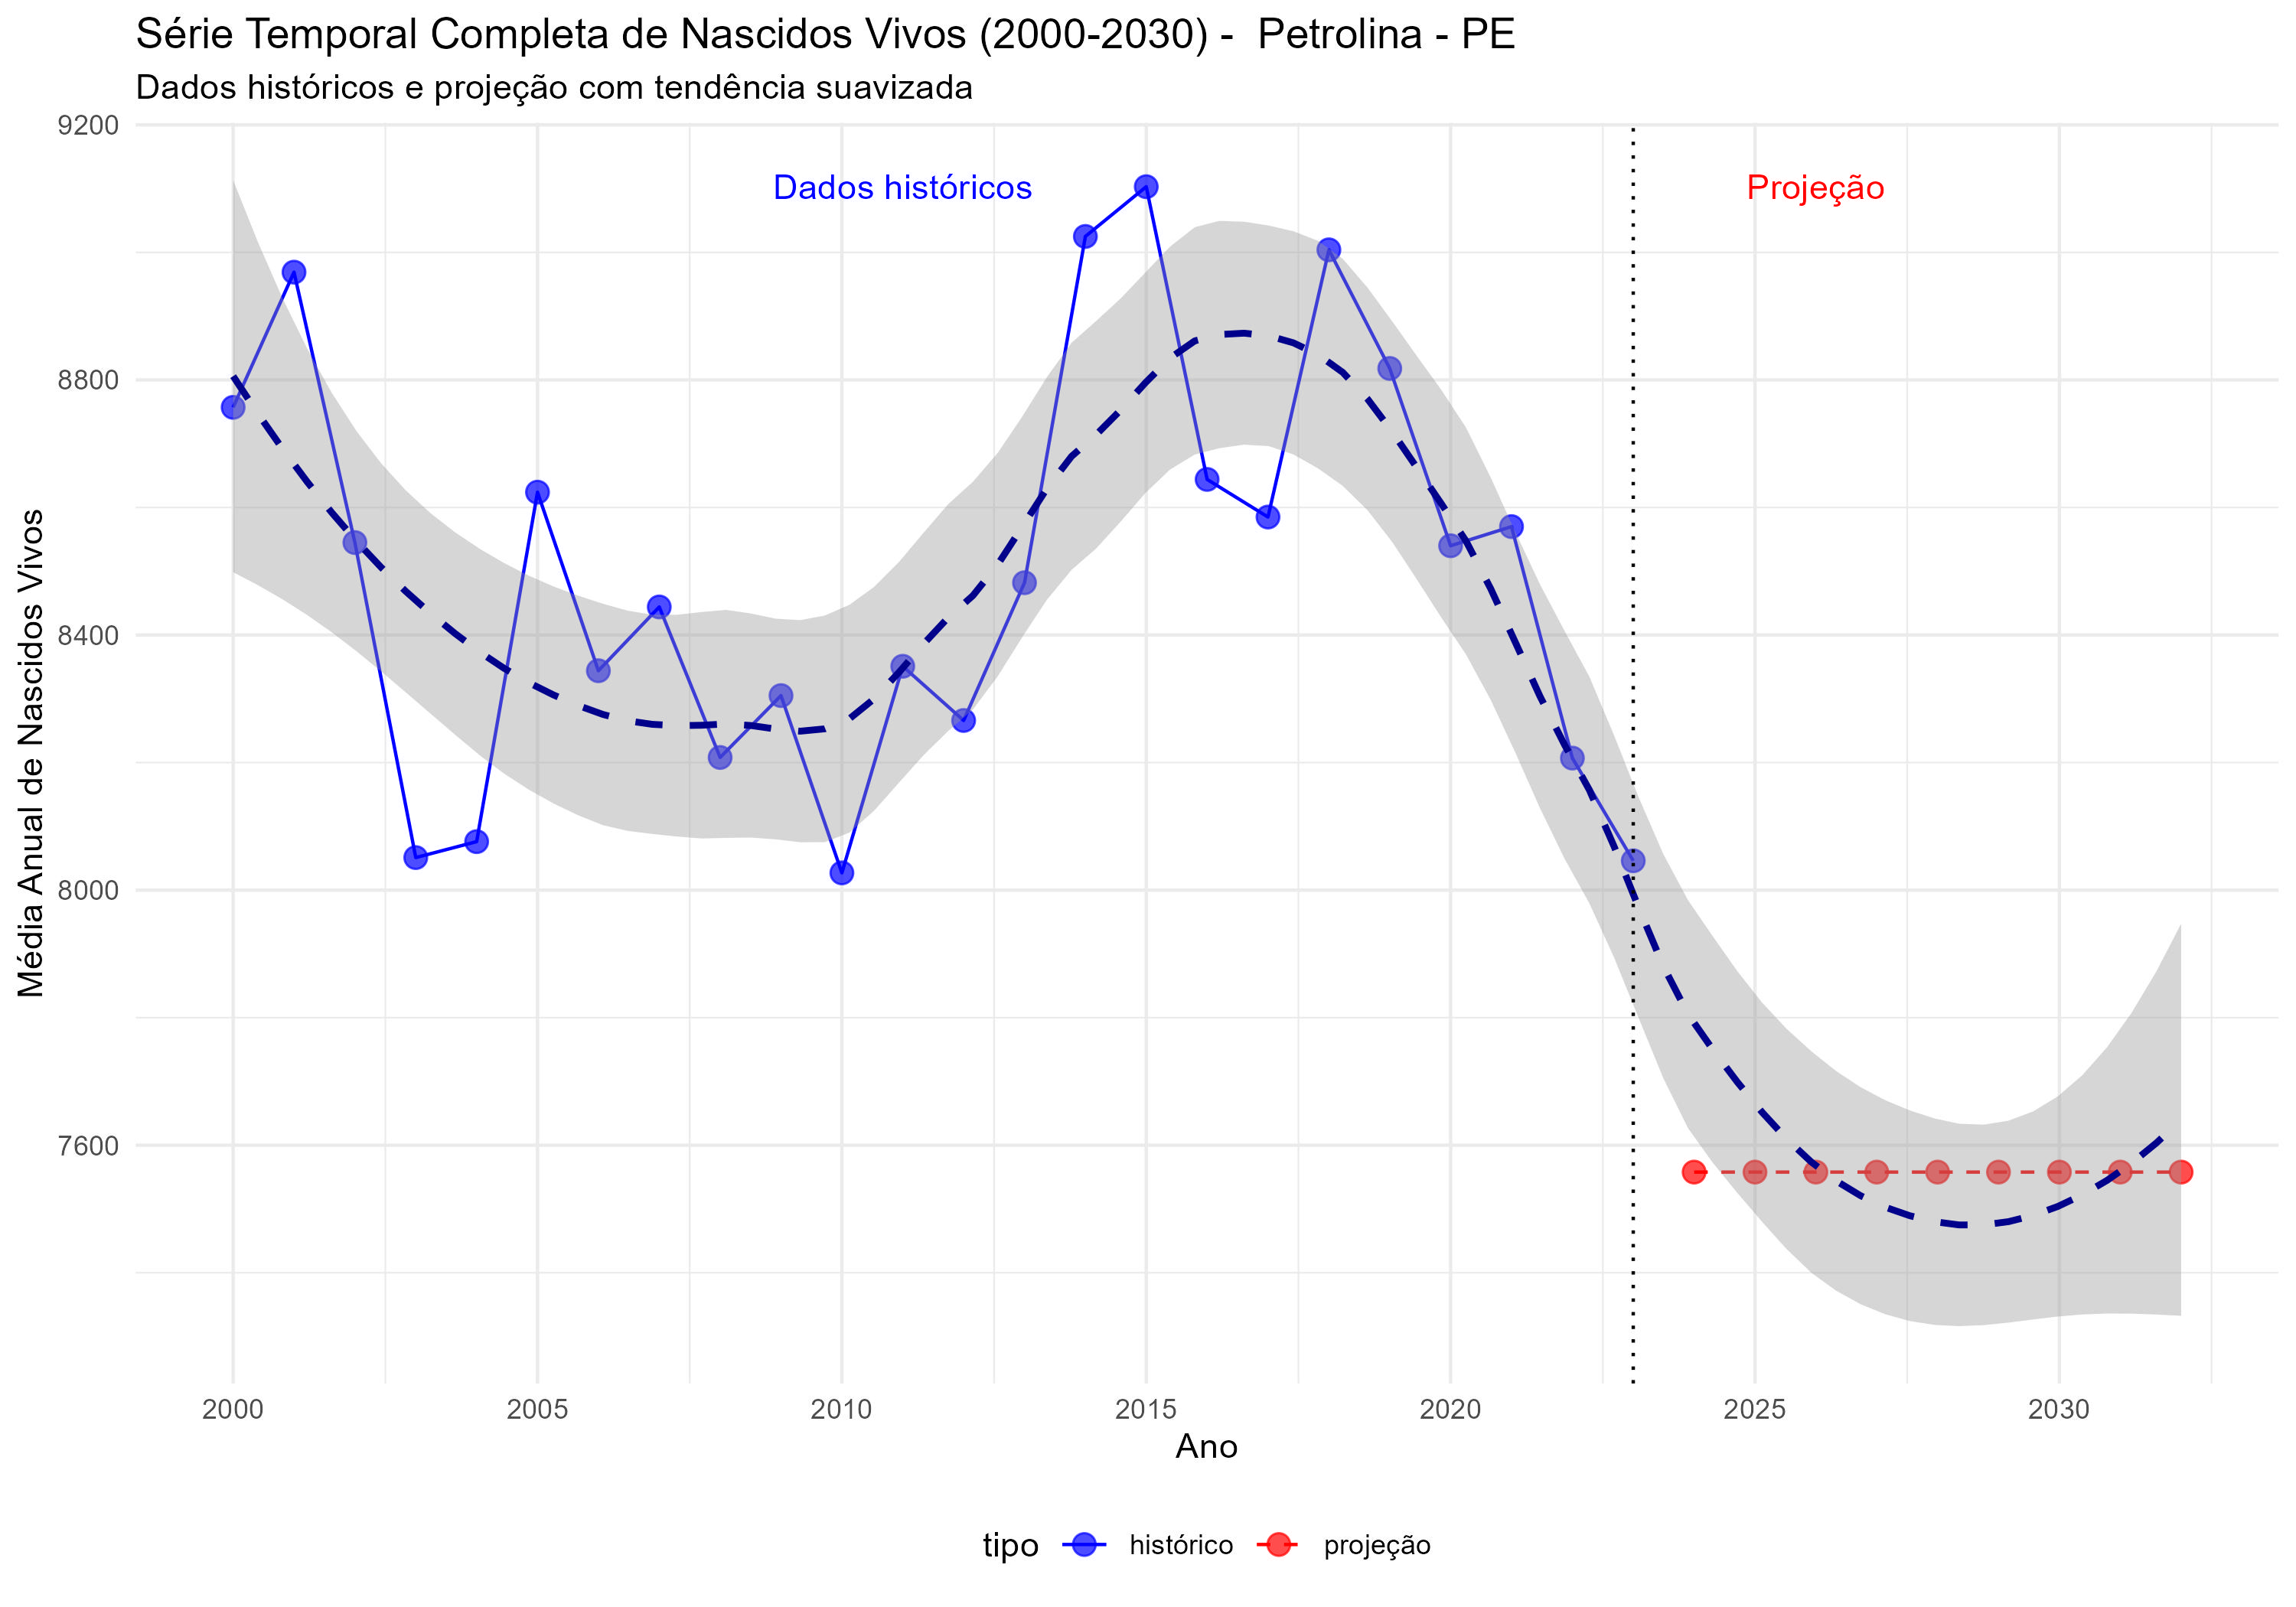 Série Temporal Completa de Nascidos Vivos (2000-2030) -  Petrolina - PE
Dados históricos e projeção com tendência suavizada
Média Anual de Nascidos Vivos
9200
8800
8400
8000
7600
Dados históricos
Projeção
2000
2005
2010
2015
2020
2025
2030
Ano
tipo
histórico
projeção